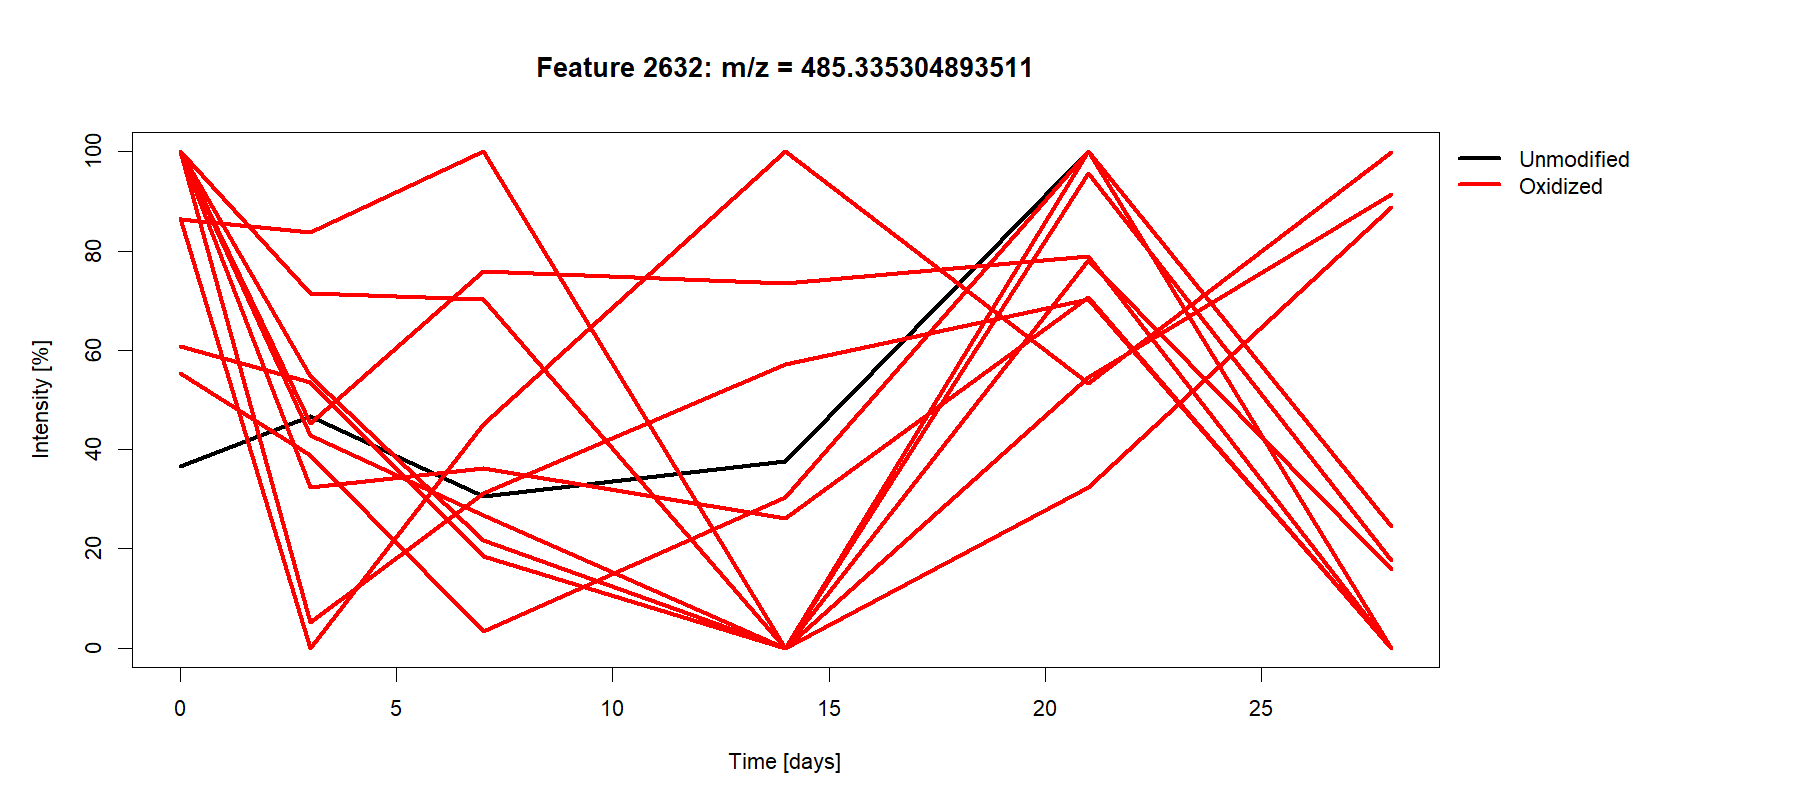 Feature 2632: m/z = 485.335304893511
Unmodified
Oxidized
Intensity [%]
100
80
60
40
20
0
0 5 10 15 20 25
Time [days]